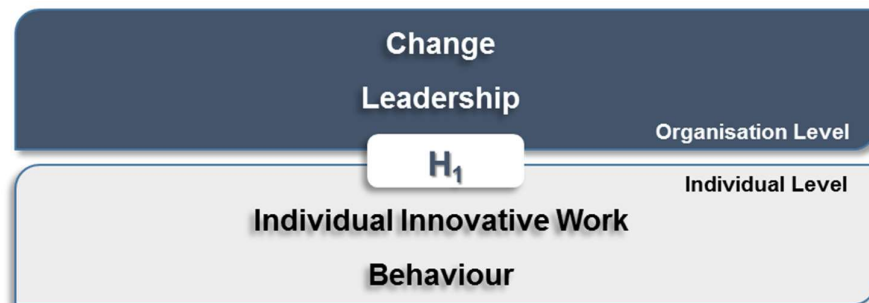 Change
Leadership
Organisation Level
H₁
Individual Level
Individual Innovative Work
Behaviour